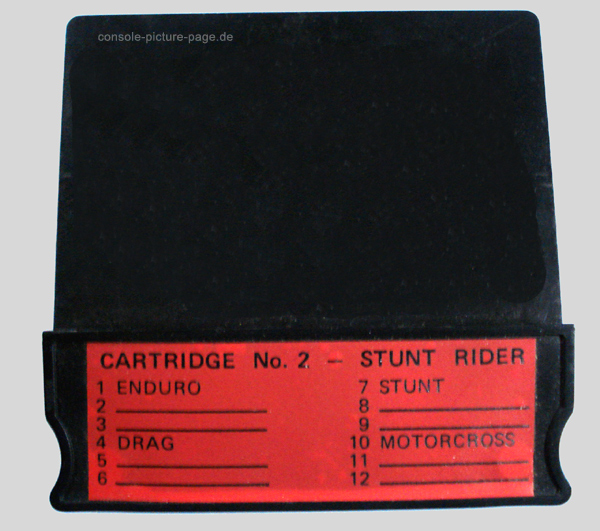 console-picture-page.de
CARTRIDGE No. 2 – STUNT RIDER
1 ENDURO
2
3
4 DRAG
5
6
7 STUNT
8
9
10 MOTORCROSS
11
12